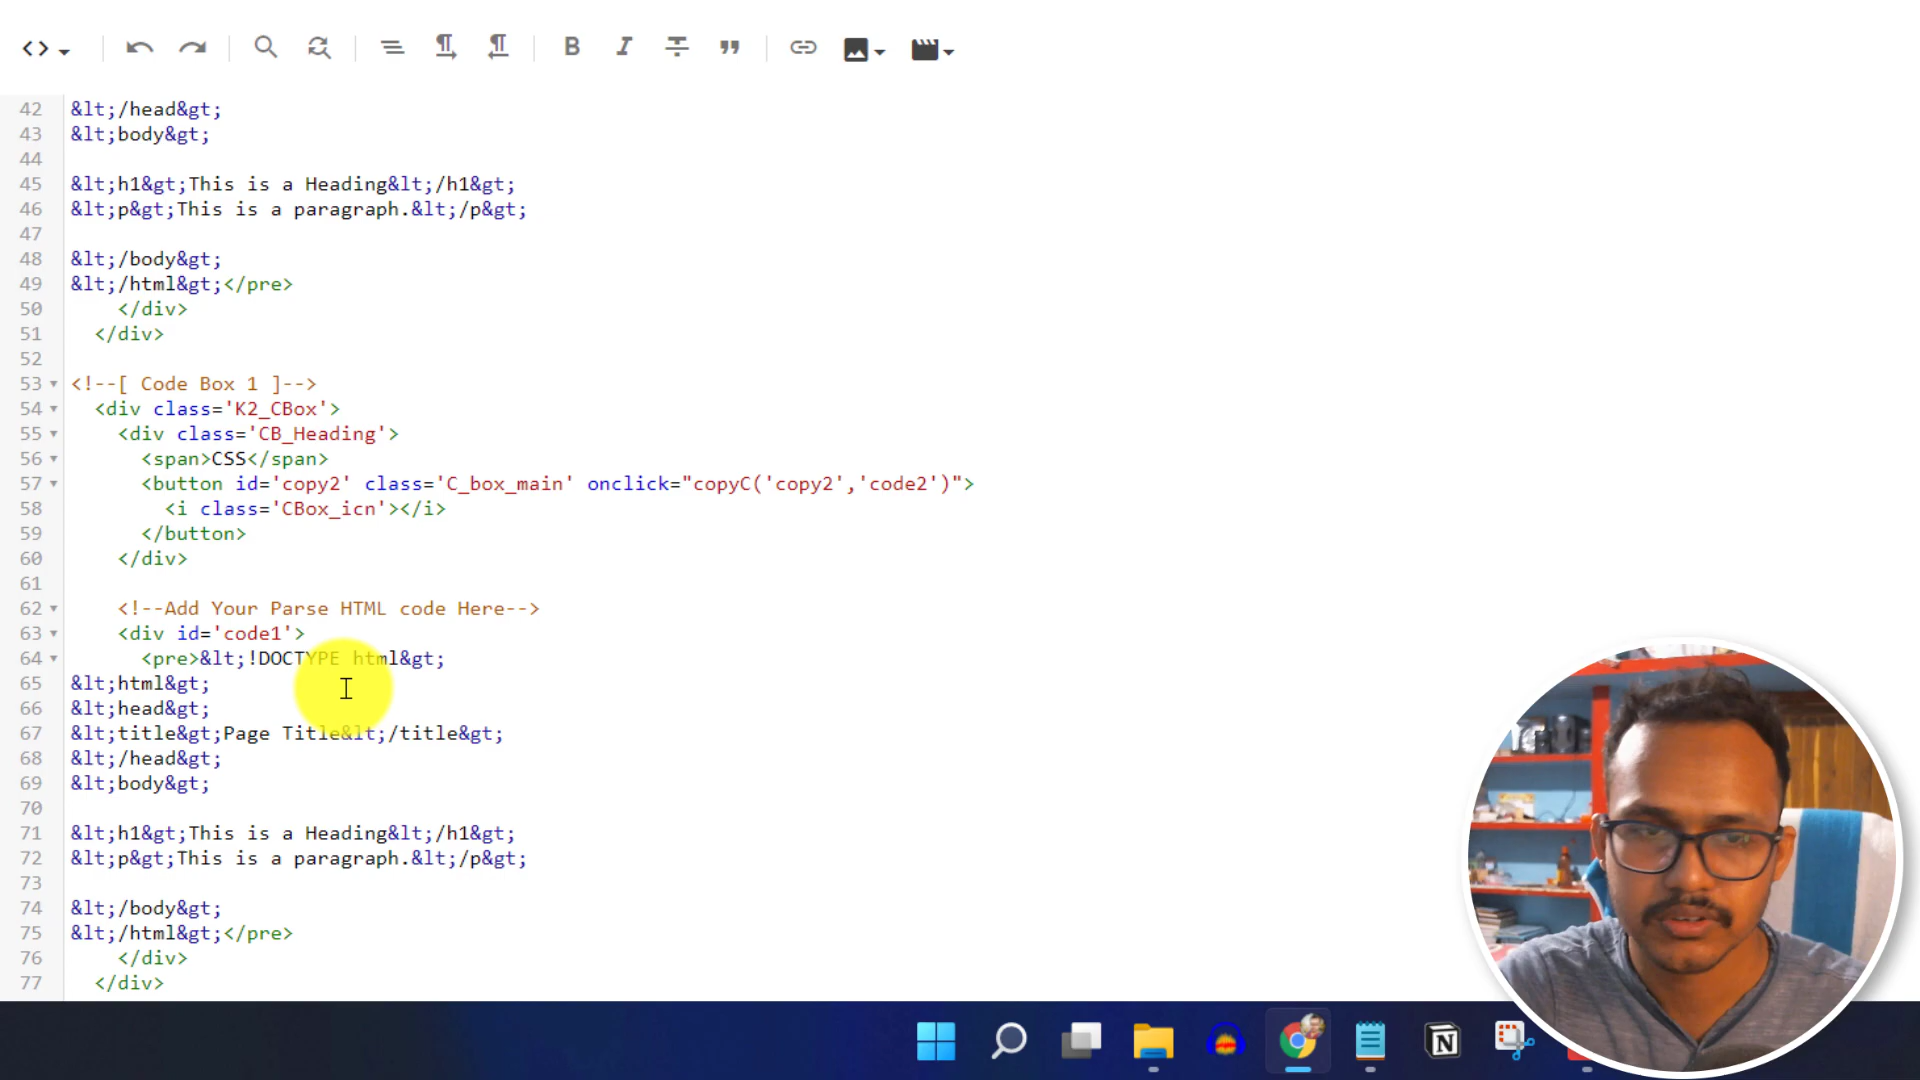 42 &lt;/head&gt;
43 &lt;body&gt;
44
45 &lt;h1&gt;This is a Heading&lt;/h1&gt;
46 &lt;p&gt;This is a paragraph.&lt;/p&gt;
47
48 &lt;/body&gt;
49 &lt;/html&gt;</pre>
50 </div>
51 </div>
52
53 <!--[ Code Box 1 ]-->
54 <div class='K2_CBox'>
55 <div class='CB_Heading'>
56 <span>CSS</span>
57 <button id='copy2' class='C_box_main' onclick="copyC('copy2','code2')">
58 <i class='CBox_icn'></i>
59 </button>
60 </div>
61
62 <!--Add Your Parse HTML code Here-->
63 <div id='code1'>
64 <pre>&lt;!DOCTYPE html&gt;
65 &lt;html&gt;
66 &lt;head&gt;
67 &lt;title&gt;Page Title&lt;/title&gt;
68 &lt;/head&gt;
69 &lt;body&gt;
70
71 &lt;h1&gt;This is a Heading&lt;/h1&gt;
72 &lt;p&gt;This is a paragraph.&lt;/p&gt;
73
74 &lt;/body&gt;
75 &lt;/html&gt;</pre>
76 </div>
77 </div>